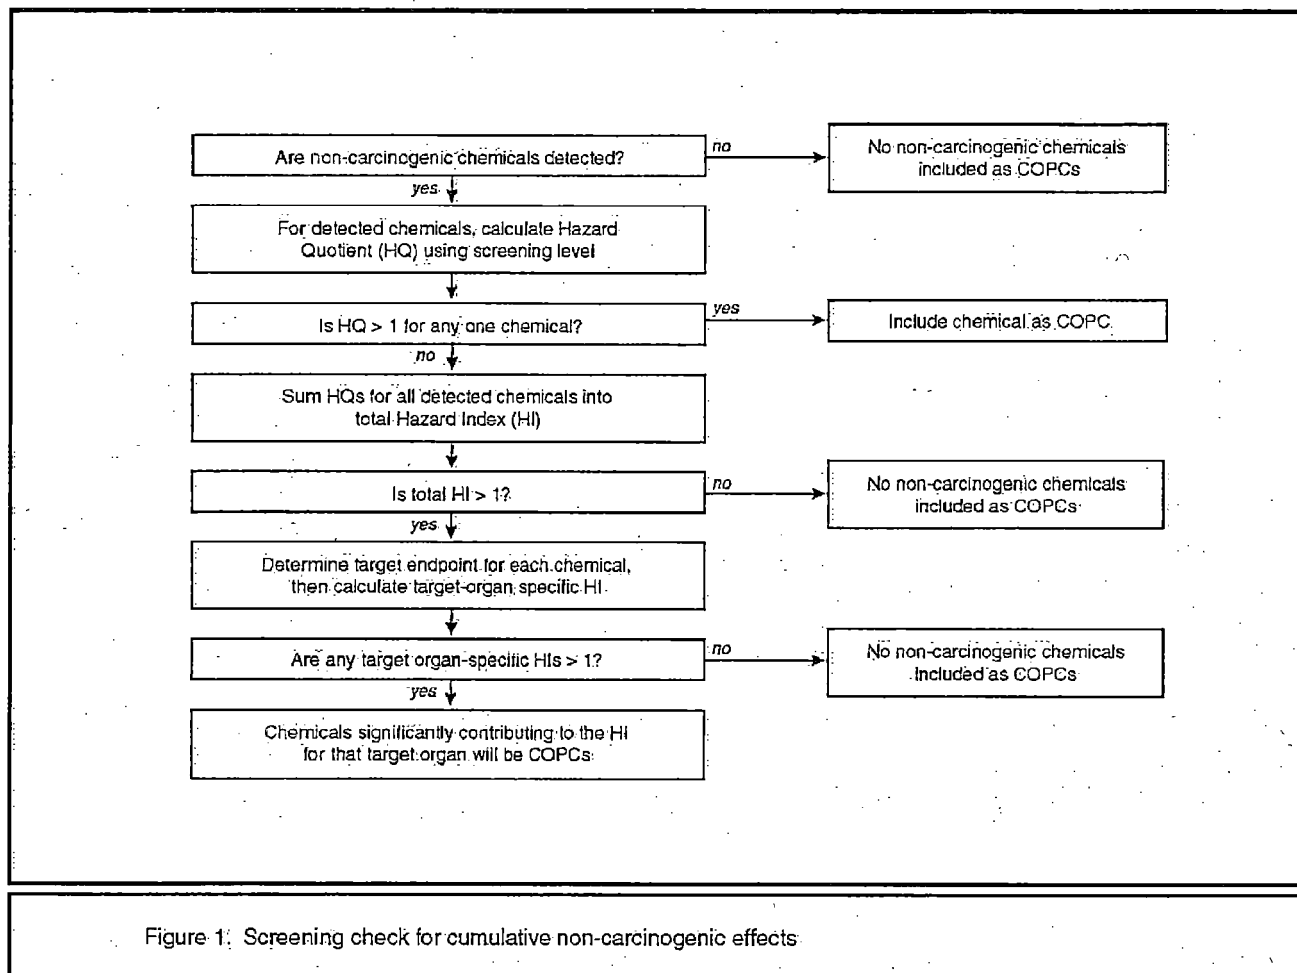 Are non-carcinogenic chemicals detected?
no
No non-carcinogenic chemicals
included as COPCs
yes
For detected chemicals, calculate Hazard
Quotient (HQ) using screening level
Is HQ > 1 for any one chemical?
yes
Include chemical as COPC
no
Sum HQs for all detected chemicals into
total Hazard Index (HI)
Is total HI > 1?
no
No non-carcinogenic chemicals
included as COPCs
yes
Determine target endpoint for each chemical,
then calculate target-organ specific HI
Are any target organ-specific HIs > 1?
no
No non-carcinogenic chemicals
included as COPCs
yes
Chemicals significantly contributing to the HI
for that target organ will be COPCs
Figure 1. Screening check for cumulative non-carcinogenic effects